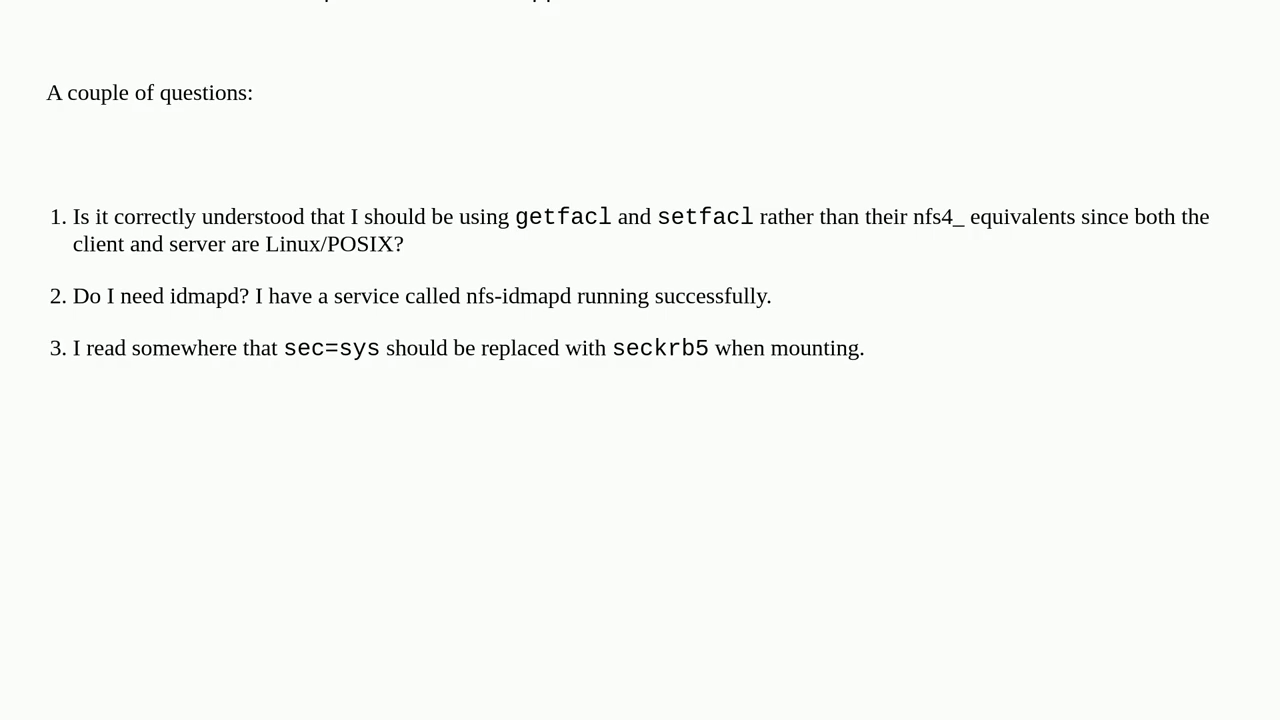 A couple of questions:
1. Is it correctly understood that I should be using getfacl and setfacl rather than their nfs4_ equivalents since both the
client and server are Linux/POSIX?
2. Do I need idmapd? I have a service called nfs-idmapd running successfully.
3. I read somewhere that sec=sys should be replaced with seckrb5 when mounting.